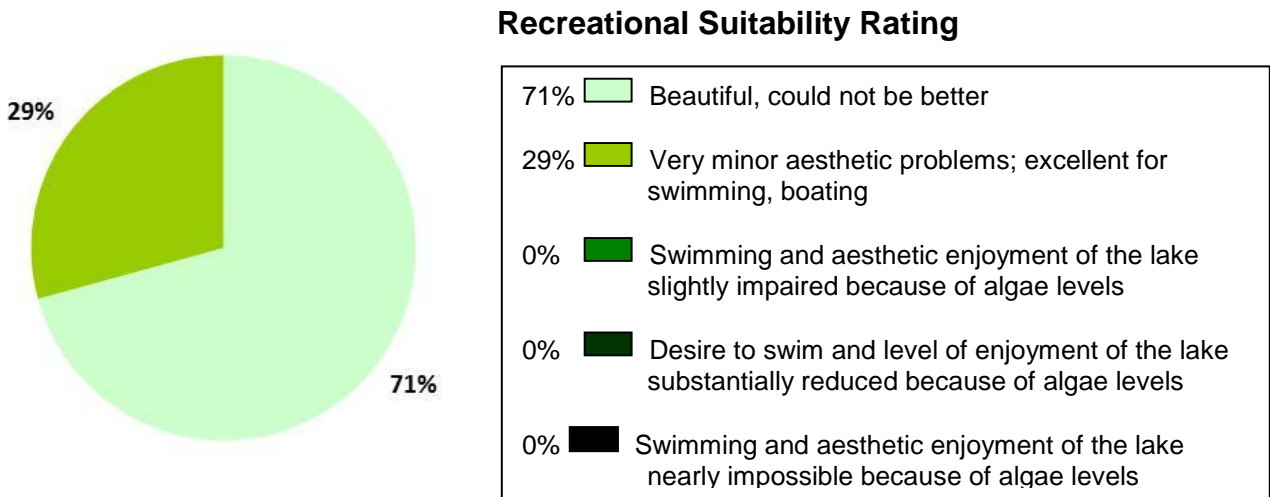 Recreational Suitability Rating
29%
71%
71% Beautiful, could not be better
29% Very minor aesthetic problems; excellent for
swimming, boating
0% Swimming and aesthetic enjoyment of the lake
slightly impaired because of algae levels
0% Desire to swim and level of enjoyment of the lake
substantially reduced because of algae levels
0% Swimming and aesthetic enjoyment of the lake
nearly impossible because of algae levels